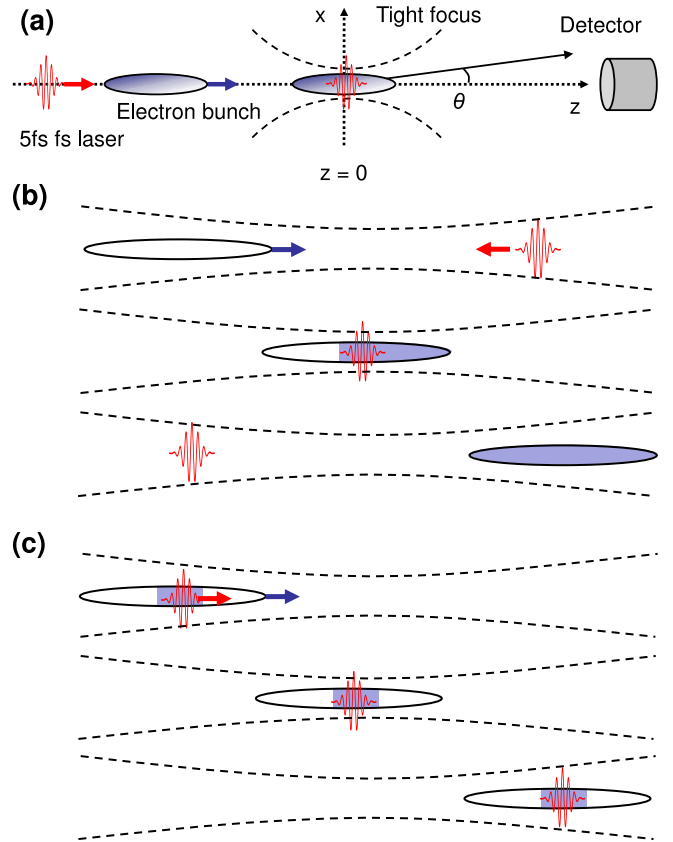 (a)
x
Tight focus
Detector
Electron bunch
θ
z
5fs fs laser
z = 0
(b)
(c)